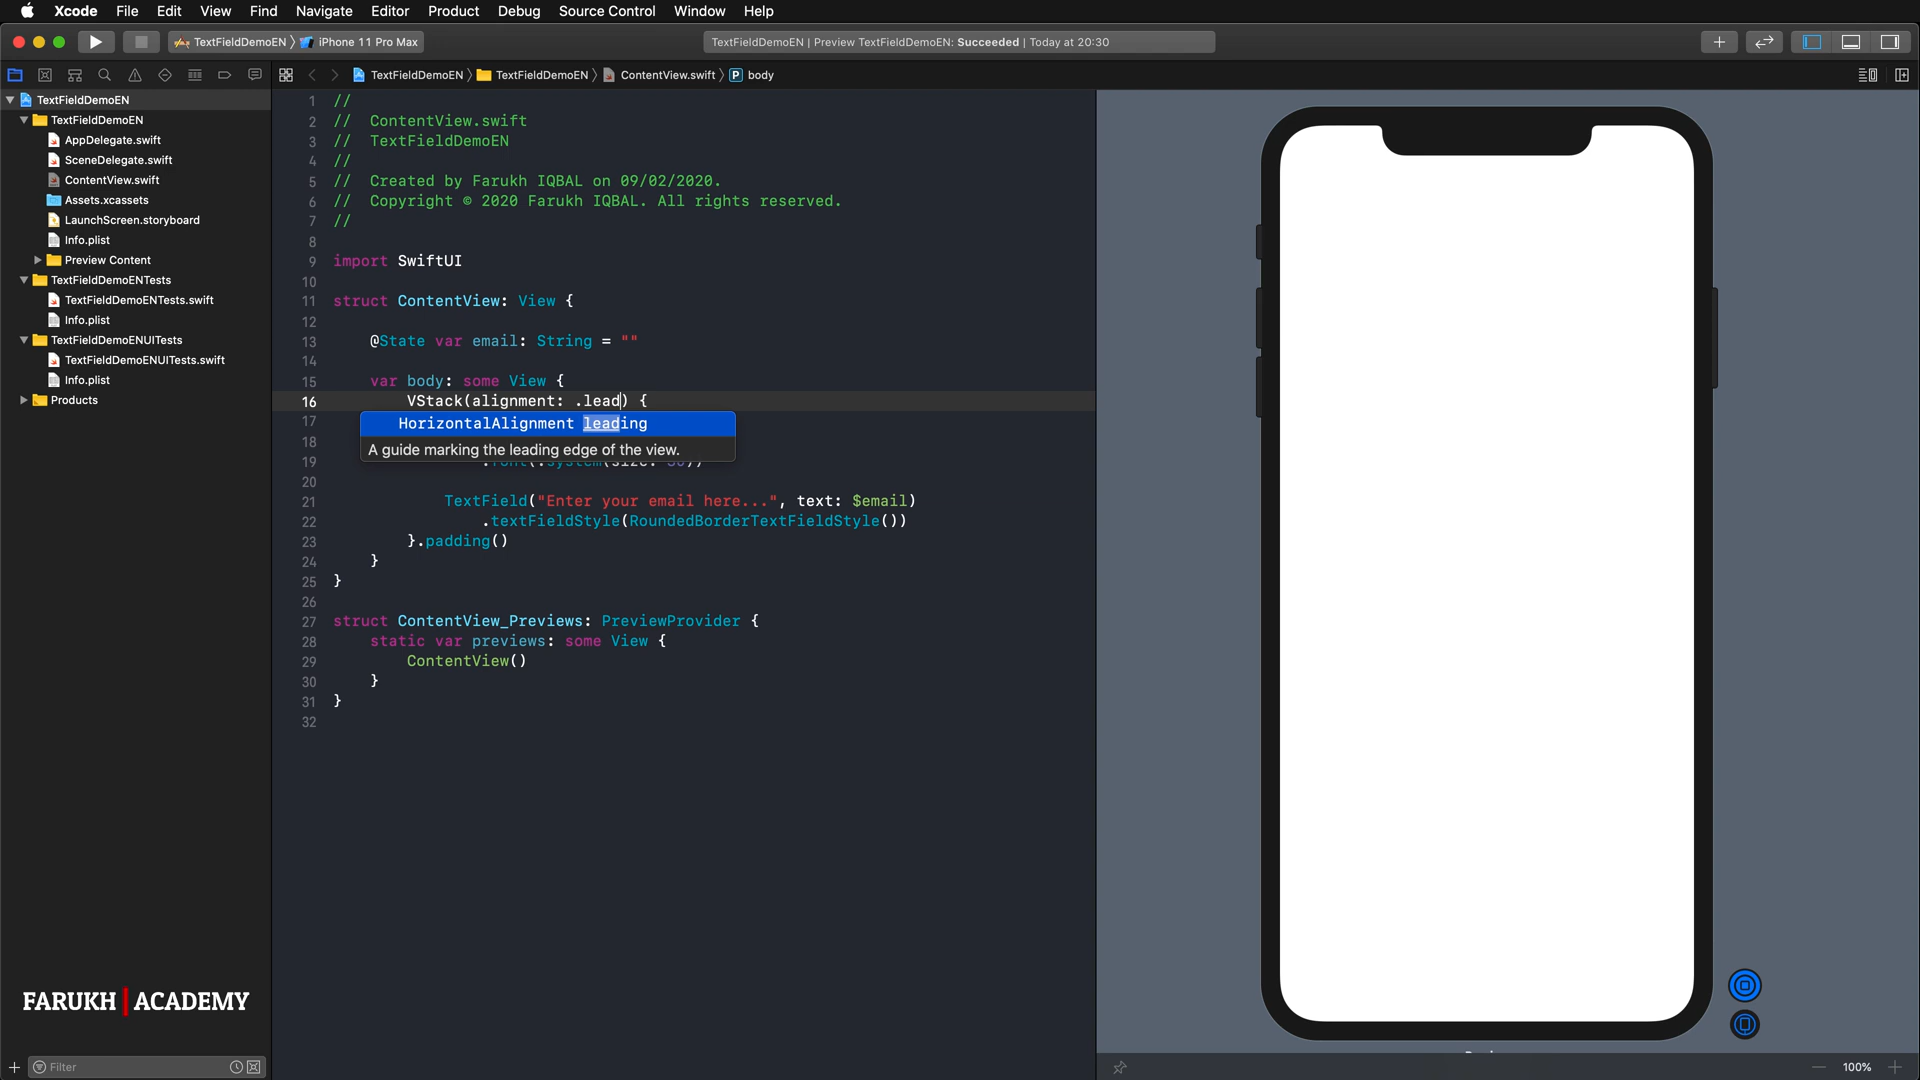 Xcode File Edit View Find Navigate Editor Product Debug Source Control Window Help
TextFieldDemoEN 〉 iPhone 11 Pro Max
TextFieldDemoEN | Preview TextFieldDemoEN: Succeeded | Today at 20:30
TextFieldDemoEN 〉 TextFieldDemoEN 〉 ContentView.swift 〉 P body
TextFieldDemoEN
TextFieldDemoEN
AppDelegate.swift
SceneDelegate.swift
ContentView.swift
Assets.xcassets
LaunchScreen.storyboard
Info.plist
Preview Content
TextFieldDemoENTests
TextFieldDemoENTests.swift
Info.plist
TextFieldDemoENUITests
TextFieldDemoENUITests.swift
Info.plist
Products
FARUKH | ACADEMY
Filter
1 //
2 //  ContentView.swift
3 //  TextFieldDemoEN
4 //
5 //  Created by Farukh IQBAL on 09/02/2020.
6 //  Copyright © 2020 Farukh IQBAL. All rights reserved.
7 //
8
9 import SwiftUI
10
11 struct ContentView: View {
12
13     @State var email: String = ""
14
15     var body: some View {
16         VStack(alignment: .lead) {
17
HorizontalAlignment leading
18
A guide marking the leading edge of the view.
19                 .font(.system(size: 30))
20
21             TextField("Enter your email here...", text: $email)
22                 .textFieldStyle(RoundedBorderTextFieldStyle())
23         }.padding()
24     }
25 }
26
27 struct ContentView_Previews: PreviewProvider {
28     static var previews: some View {
29         ContentView()
30     }
31 }
32
100%